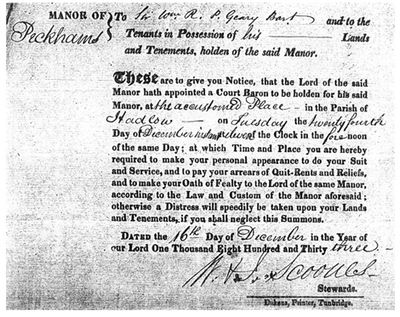 MANOR OF } To Sir Wm R. P. Geary Bart and to the
Peckhams } Tenants in Possession of his Lands
and Tenements, holden of the said Manor.
These are to give you Notice, that the Lord of the said
Manor hath appointed a Court Baron to be holden for his said
Manor, at the accustomed Place - in the Parish of
Hadlow - on Tuesday the twenty fourth
Day of December inst at eleven of the Clock in the fore noon
of the same Day; at which Time and Place you are hereby
required to make your personal appearance to do your Suit
and Service, and to pay your arrears of Quit-Rents and Reliefs,
and to make your Oath of Fealty to the Lord of the same Manor,
according to the Law and Custom of the Manor aforesaid;
otherwise a Distress will speedily be taken upon your Lands
and Tenements, if you shall neglect this Summons.
DATED the 16th Day of December in the Year of
our Lord One Thousand Eight Hundred and Thirty three -
Scoones
Stewards.
Dakens, Printer, Tunbridge.